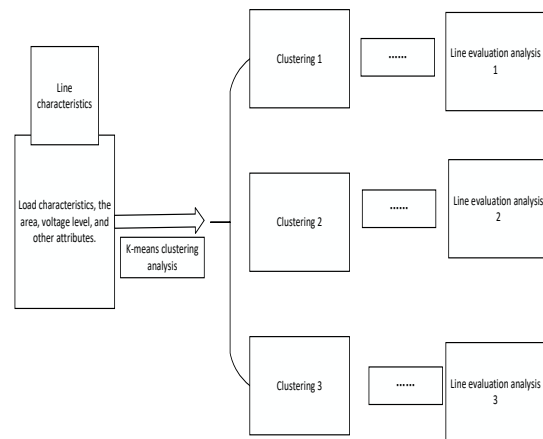 Line
characteristics
Load characteristics, the
area, voltage level, and
other attributes.
K-means clustering
analysis
Clustering 1
......
Line evaluation analysis
1
Clustering 2
......
Line evaluation analysis
2
Clustering 3
......
Line evaluation analysis
3